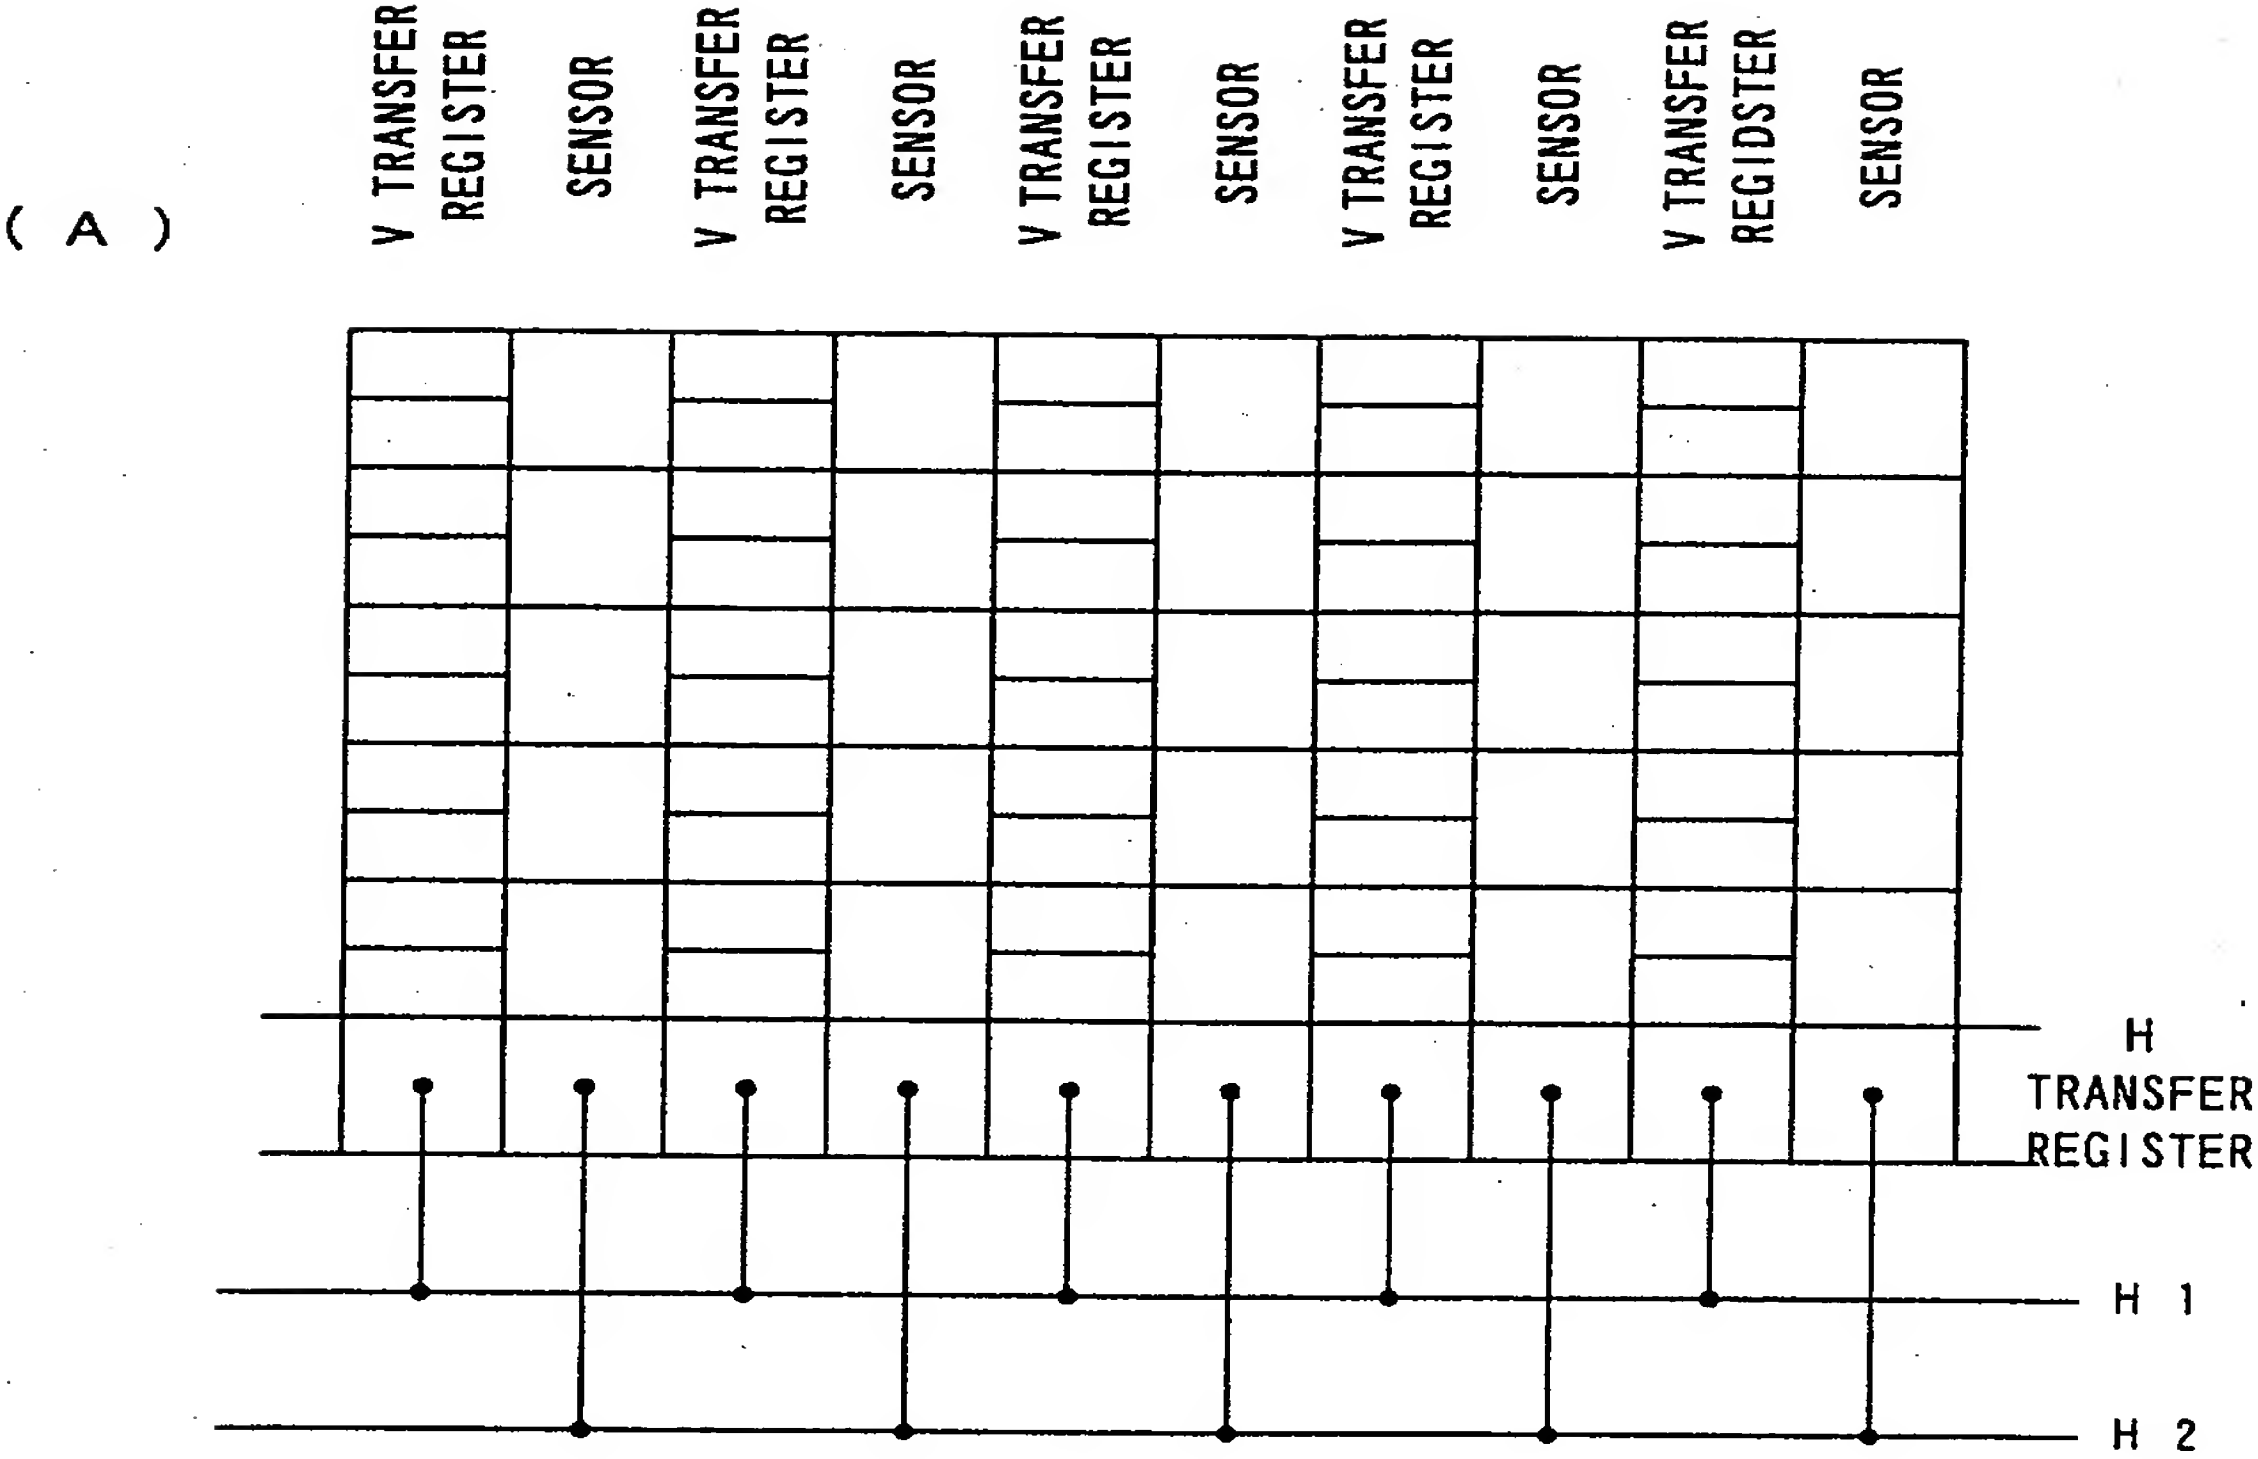 ( A )
V TRANSFER
REGISTER
SENSOR
V TRANSFER
REGISTER
SENSOR
V TRANSFER
REGISTER
SENSOR
V TRANSFER
REGISTER
SENSOR
V TRANSFER
REGIDSTER
SENSOR
H
TRANSFER
REGISTER
H 1
H 2